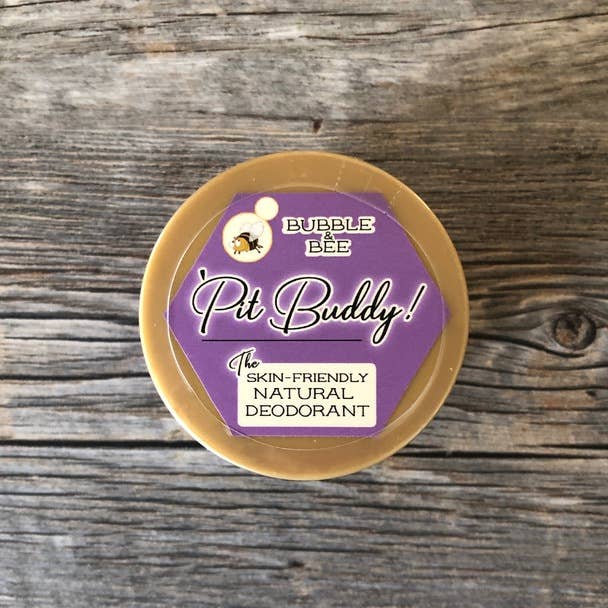 BUBBLE
&
BEE
'Pit Buddy!
The
SKIN-FRIENDLY
NATURAL
DEODORANT